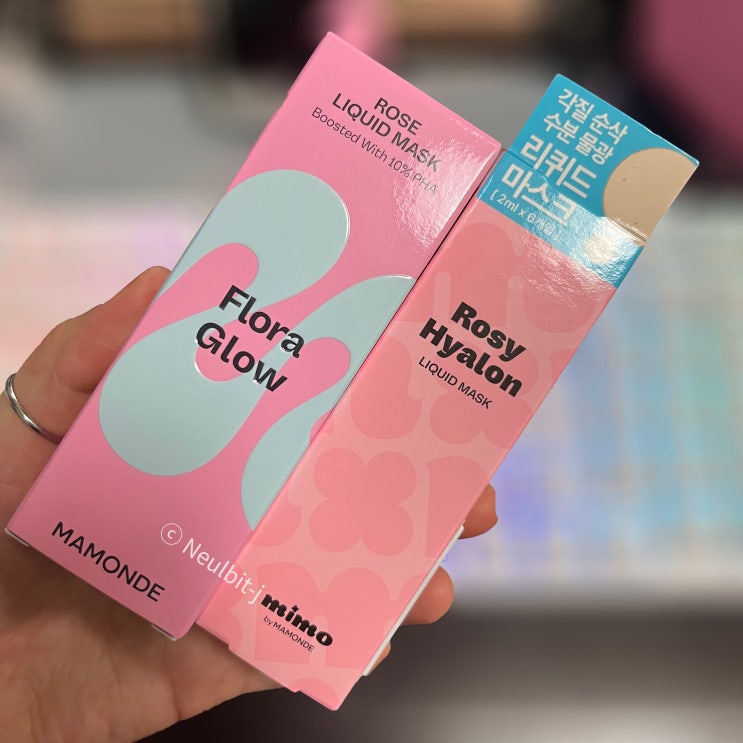 ROSE
LIQUID MASK
Boosted With 10% PHA
Flora
Glow
MAMONDE
각질 순삭
수분 물광
리퀴드
마스크
[ 2ml x 6개입 ]
Rosy
Hyalon
LIQUID MASK
mimo
by MAMONDE
ⓒ Neulbit-j